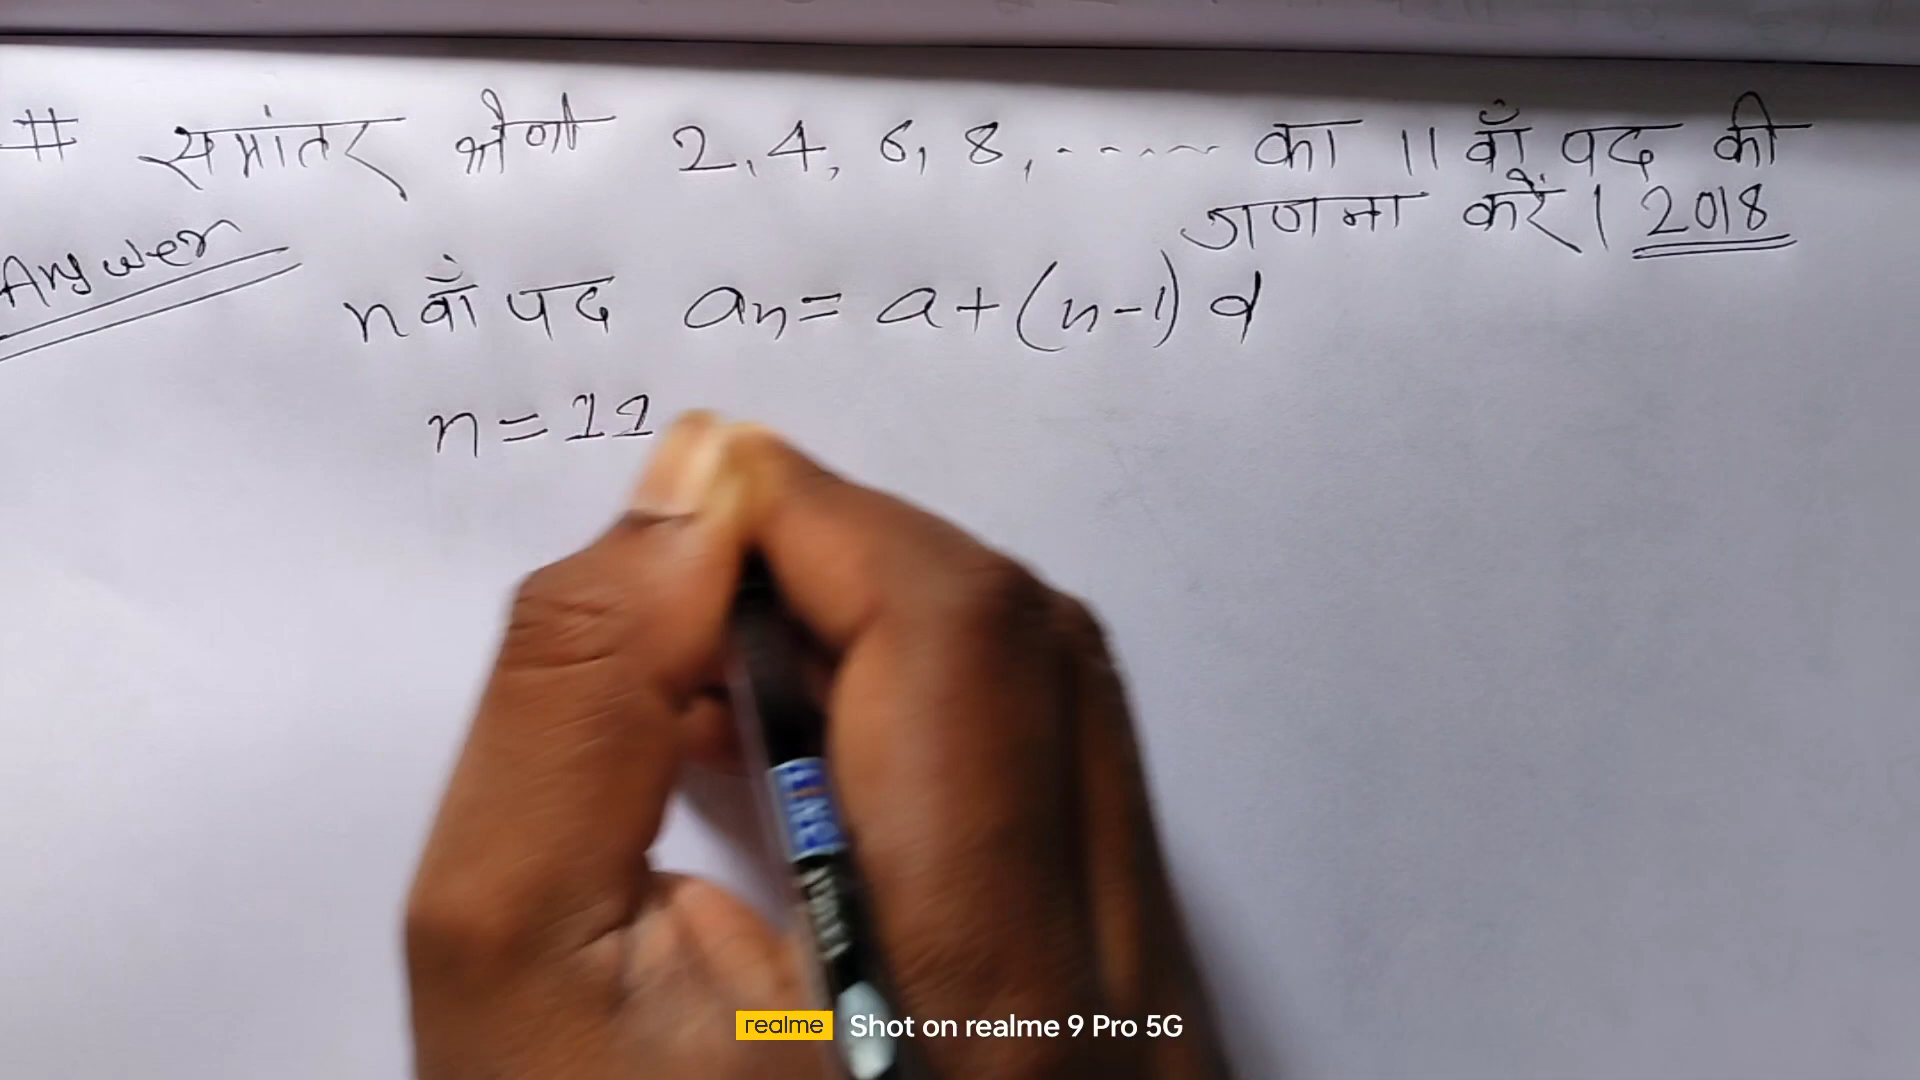 # समांतर श्रेणी 2, 4, 6, 8, ----- का 11 वाँ पद की
गणना करें। 2018
Answer
n वाँ पद an = a + (n-1) d
n = 11
LINC
realme Shot on realme 9 Pro 5G